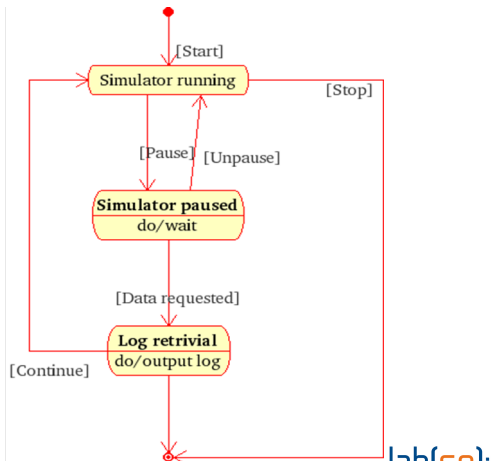 [Start]
Simulator running
[Stop]
[Pause]
[Unpause]
Simulator paused
do/wait
[Data requested]
Log retrivial
do/output log
[Continue]